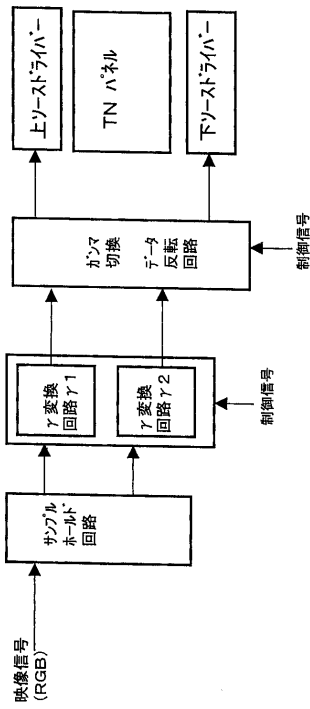 映像信号
(RGB)
サンプル
ホールド
回路
γ変換
回路γ1
γ変換
回路γ2
制御信号
ガンマ
切換
データ
反転
回路
制御信号
上ソースドライバー
TN パネル
下ソースドライバー